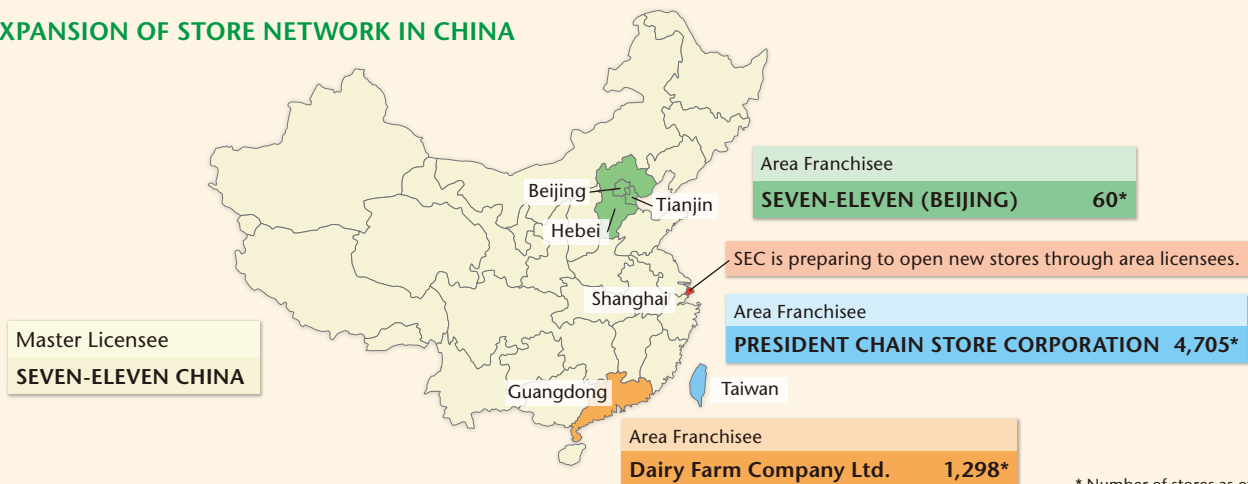 XPANSION OF STORE NETWORK IN CHINA
Beijing
Tianjin
Hebei
Shanghai
Guangdong
Taiwan
Area Franchisee
SEVEN-ELEVEN (BEIJING) 60*
SEC is preparing to open new stores through area licensees.
Area Franchisee
PRESIDENT CHAIN STORE CORPORATION 4,705*
Master Licensee
SEVEN-ELEVEN CHINA
Area Franchisee
Dairy Farm Company Ltd. 1,298*
* Number of stores as